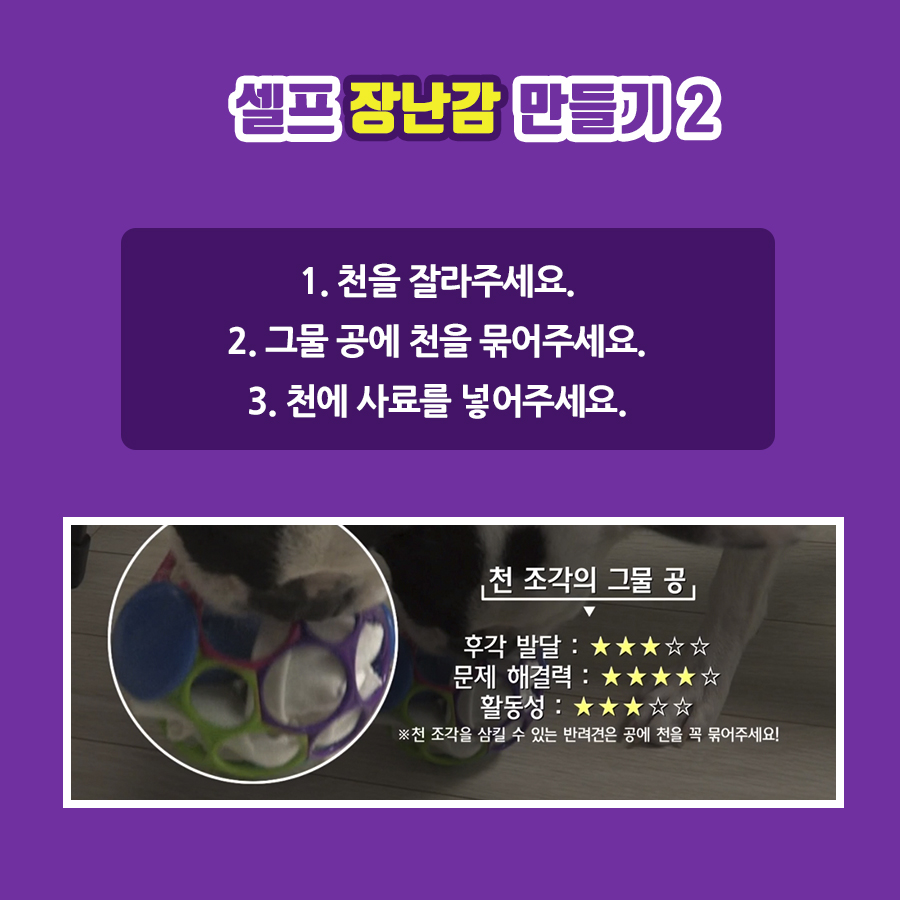 셀프 장난감 만들기 2
1. 천을 잘라주세요.
2. 그물 공에 천을 묶어주세요.
3. 천에 사료를 넣어주세요.
천 조각의 그물 공
▼
후각 발달 : ★★★☆☆
문제 해결력 : ★★★★☆
활동성 : ★★★☆☆
※천 조각을 삼킬 수 있는 반려견은 공에 천을 꼭 묶어주세요!